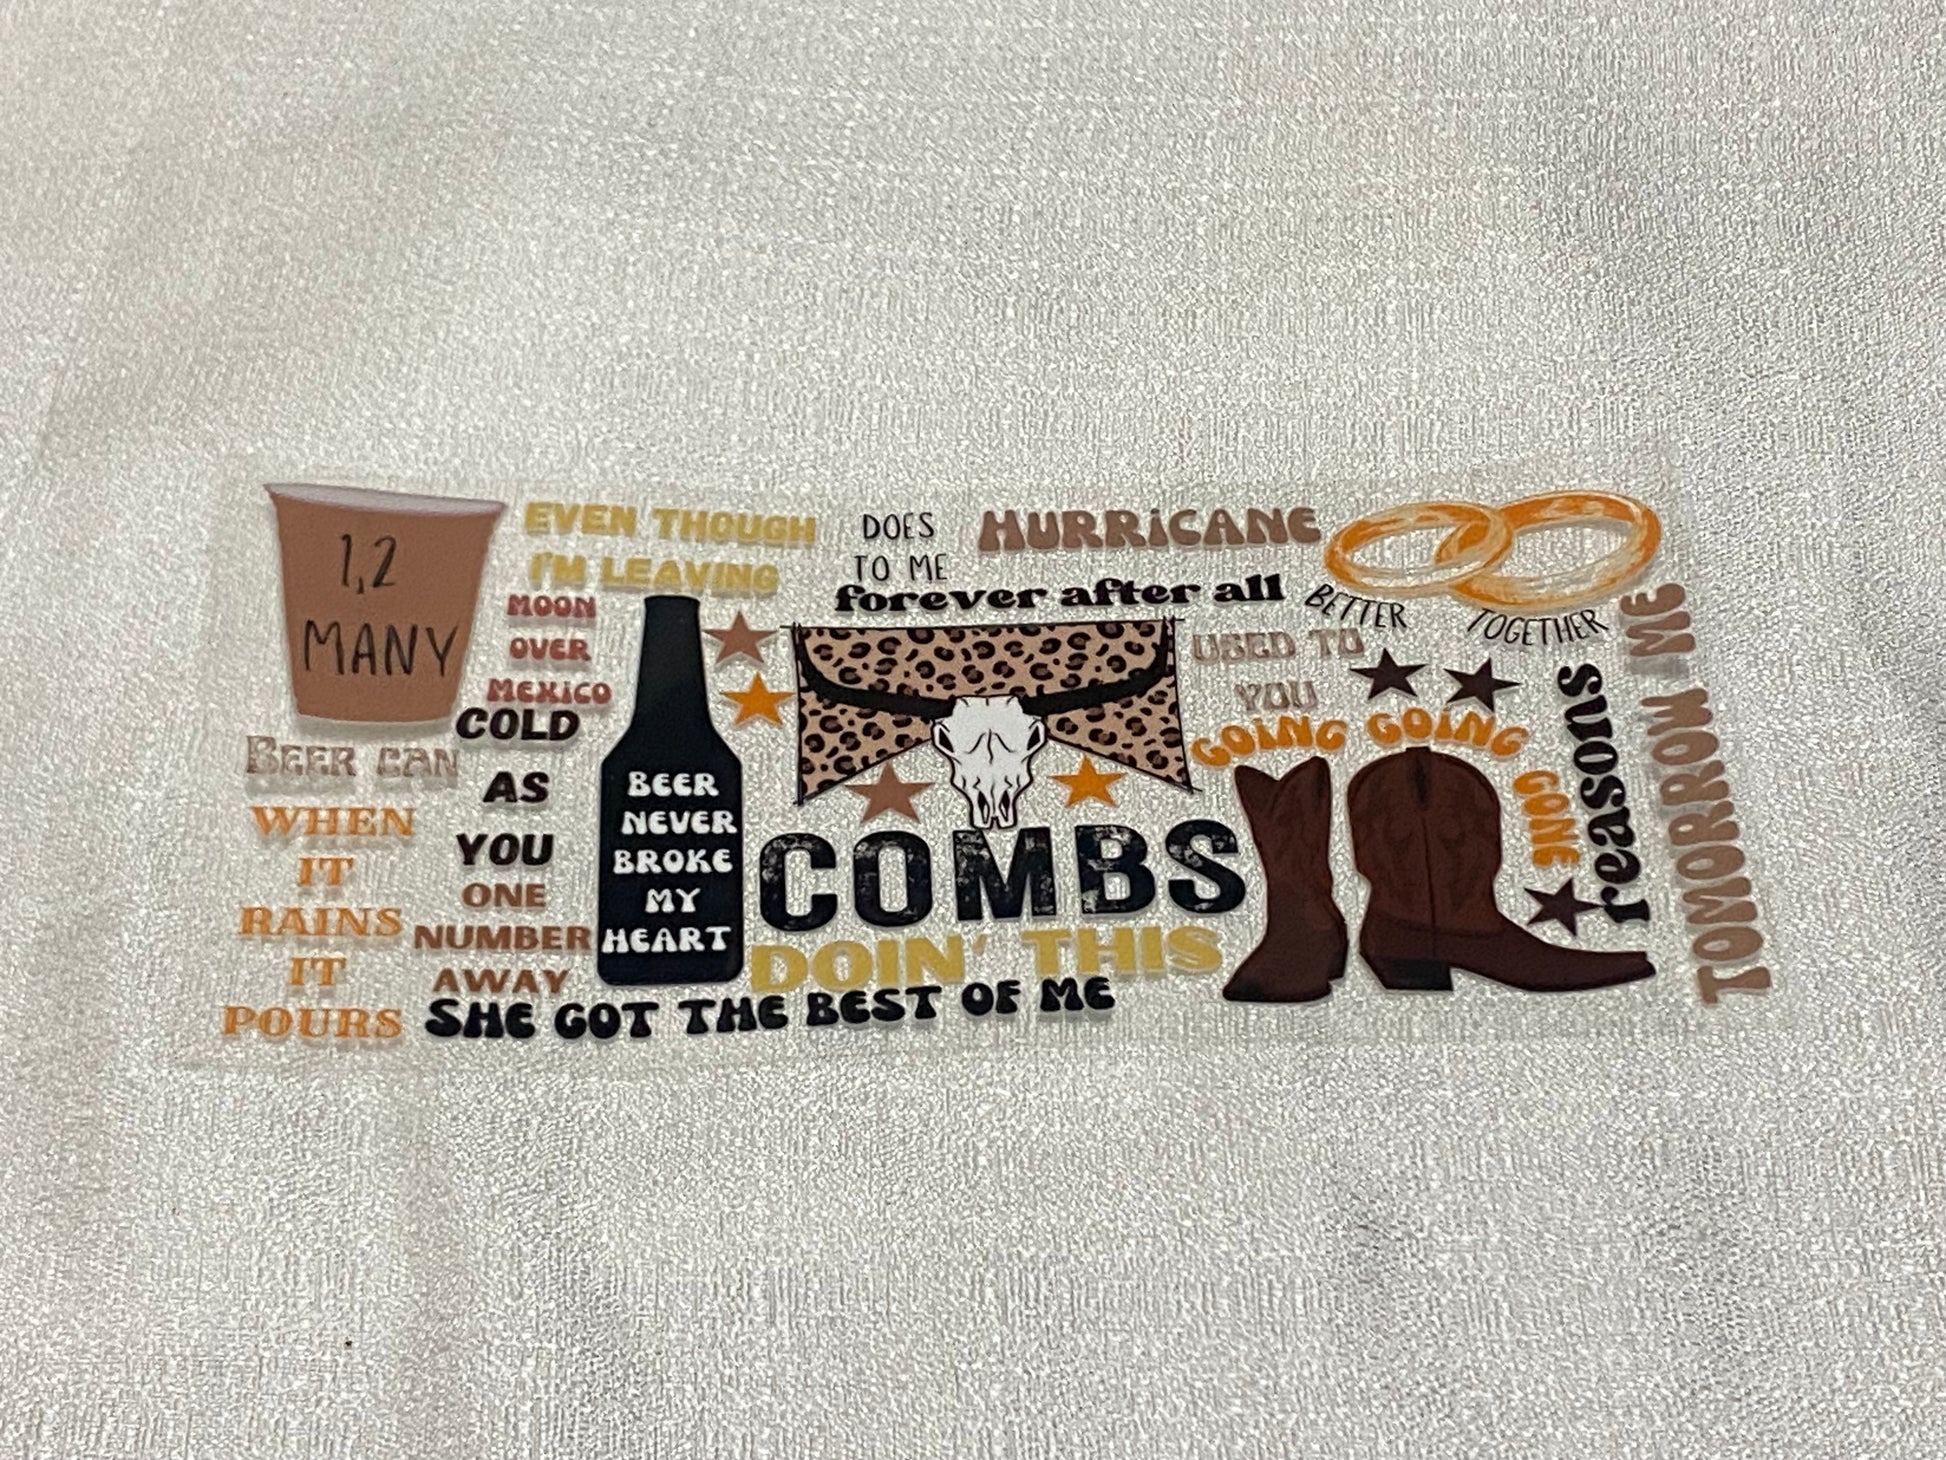 1,2
MANY
EVEN THOUGH
I'M LEAVING
MOON
OVER
MEXICO
COLD
AS
YOU
ONE
NUMBER
AWAY
BEER CAN
WHEN
IT
RAINS
IT
POURS
BEER
NEVER
BROKE
MY
HEART
DOES
TO ME
HURRICANE
forever after all
COMBS
DOIN' THIS
SHE GOT THE BEST OF ME
BETTER TOGETHER
USED TO
YOU
GOING GOING GONE
reasons
TOMORROW ME